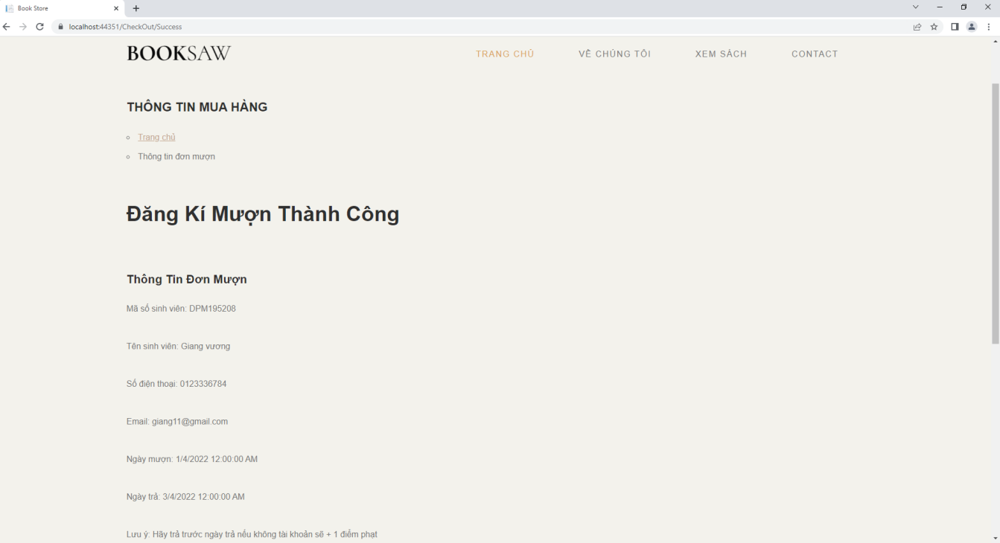 Book Store
localhost:44351/CheckOut/Success
BOOKSAW
TRANG CHỦ VỀ CHÚNG TÔI XEM SÁCH CONTACT
THÔNG TIN MUA HÀNG
Trang chủ
Thông tin đơn mượn
Đăng Kí Mượn Thành Công
Thông Tin Đơn Mượn
Mã số sinh viên: DPM195208
Tên sinh viên: Giang vương
Số điện thoại: 0123336784
Email: giang11@gmail.com
Ngày mượn: 1/4/2022 12:00:00 AM
Ngày trả: 3/4/2022 12:00:00 AM
Lưu ý: Hãy trả trước ngày trả nếu không tài khoản sẽ + 1 điểm phạt